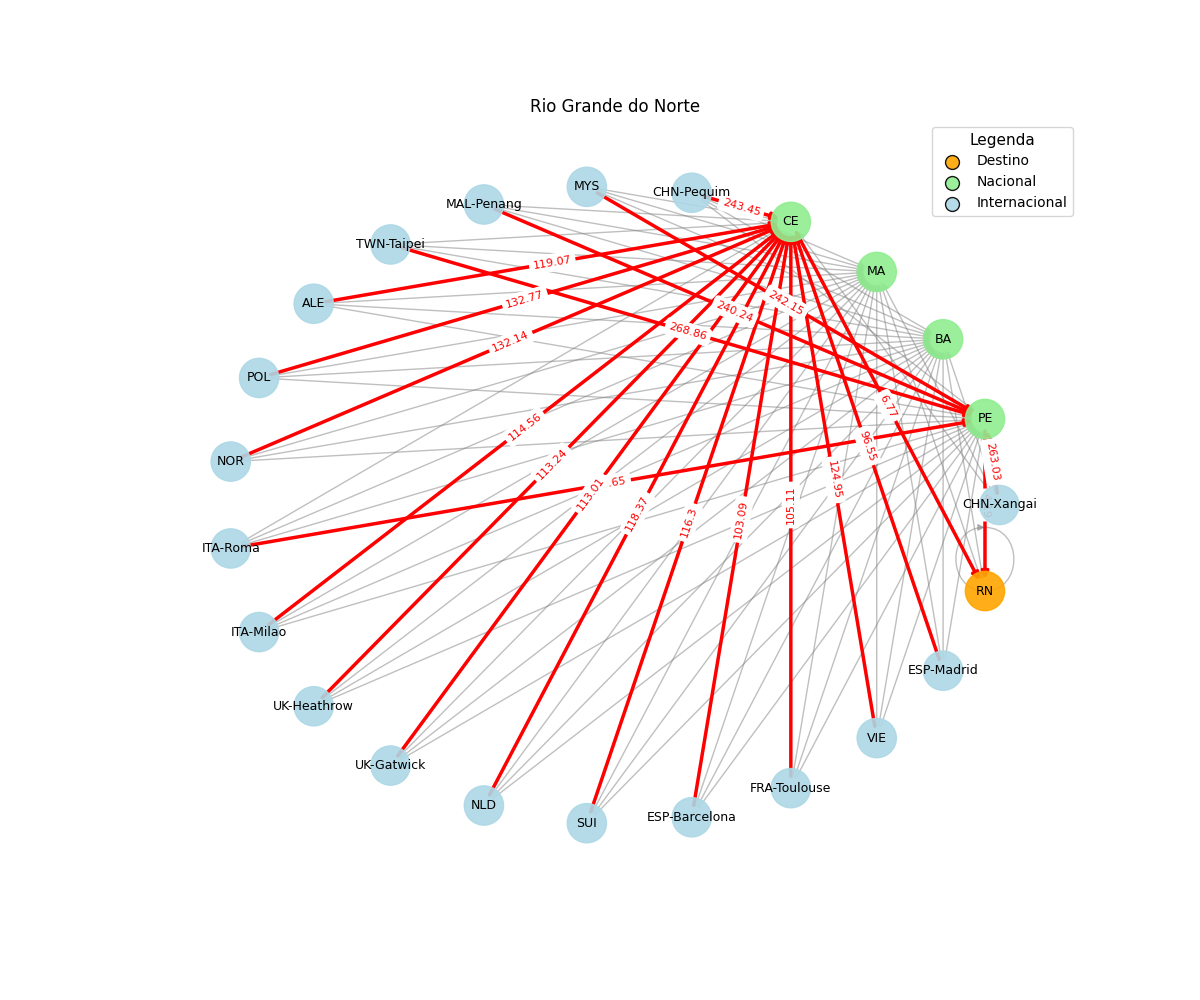 Rio Grande do Norte
Legenda
Destino
Nacional
Internacional
MYS
CHN-Pequim
MAL-Penang
243.45
CE
TWN-Taipei
119.07
MA
ALE
132.77
242.15
240.24
268.86
132.14
BA
POL
6.77
PE
114.56
96.55
NOR
113.24
263.03
124.95
.65
113.01
CHN-Xangai
105.11
118.37
116.3
103.09
ITA-Roma
RN
ITA-Milao
ESP-Madrid
UK-Heathrow
VIE
UK-Gatwick
FRA-Toulouse
NLD
ESP-Barcelona
SUI